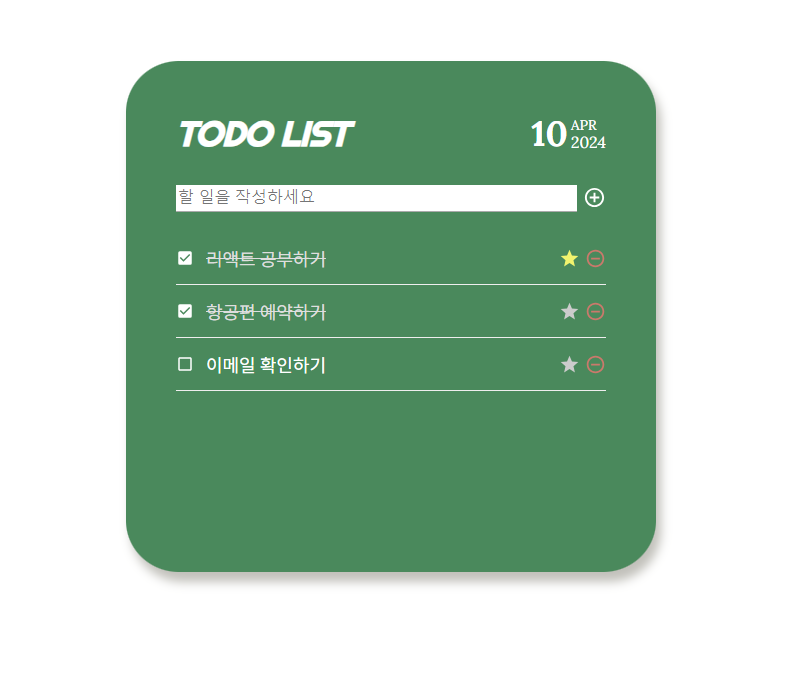 TODO LIST
10 APR
2024
할 일을 작성하세요
리액트 공부하기
항공편 예약하기
이메일 확인하기